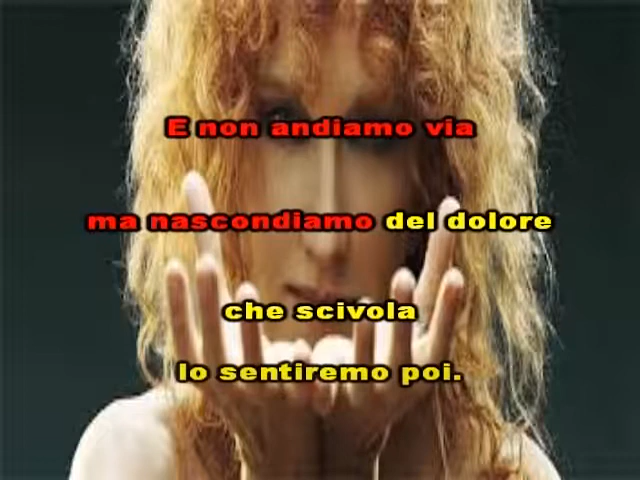 E non andiamo via
ma nascondiamo del dolore
che scivola
lo sentiremo poi.